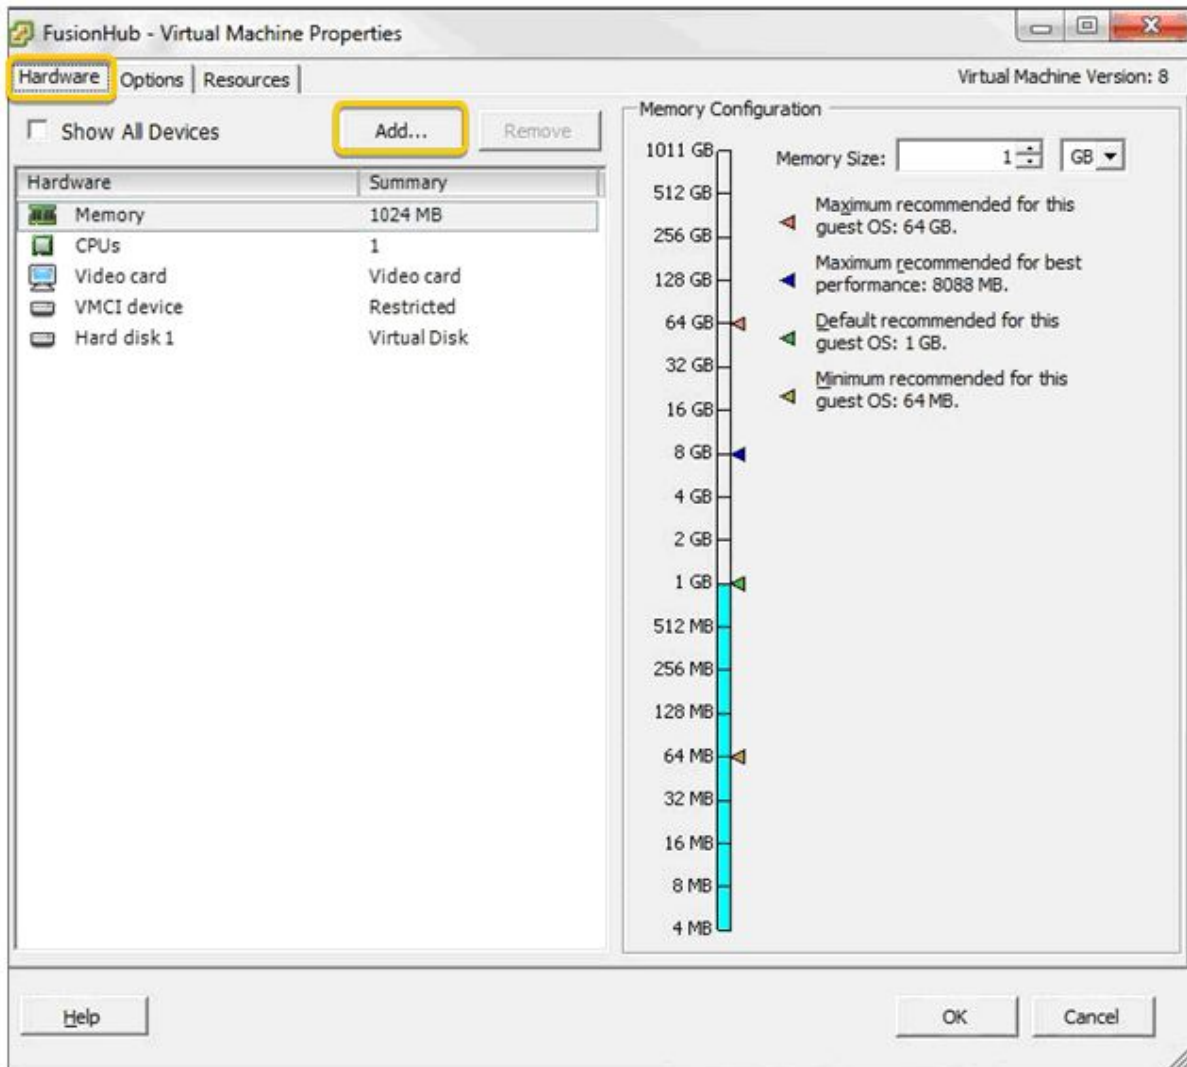 FusionHub - Virtual Machine Properties
Hardware Options Resources
Virtual Machine Version: 8
Show All Devices
Add...
Remove
Hardware Summary
Memory 1024 MB
CPUs 1
Video card Video card
VMCI device Restricted
Hard disk 1 Virtual Disk
Memory Configuration
Memory Size: 1 GB
1011 GB
512 GB
256 GB
128 GB
64 GB
32 GB
16 GB
8 GB
4 GB
2 GB
1 GB
512 MB
256 MB
128 MB
64 MB
32 MB
16 MB
8 MB
4 MB
Maximum recommended for this
guest OS: 64 GB.
Maximum recommended for best
performance: 8088 MB.
Default recommended for this
guest OS: 1 GB.
Minimum recommended for this
guest OS: 64 MB.
Help
OK
Cancel